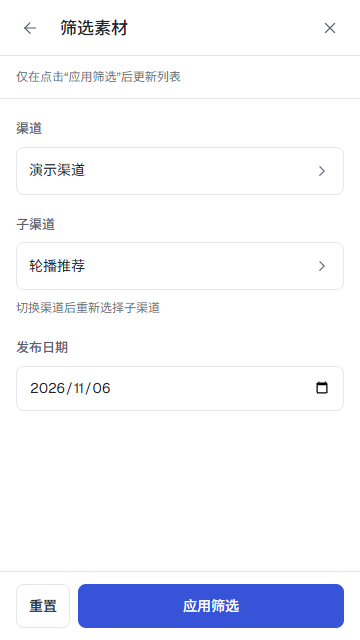 筛选素材
仅在点击“应用筛选”后更新列表
渠道
演示渠道
子渠道
轮播推荐
切换渠道后重新选择子渠道
发布日期
2026/11/06
重置
应用筛选